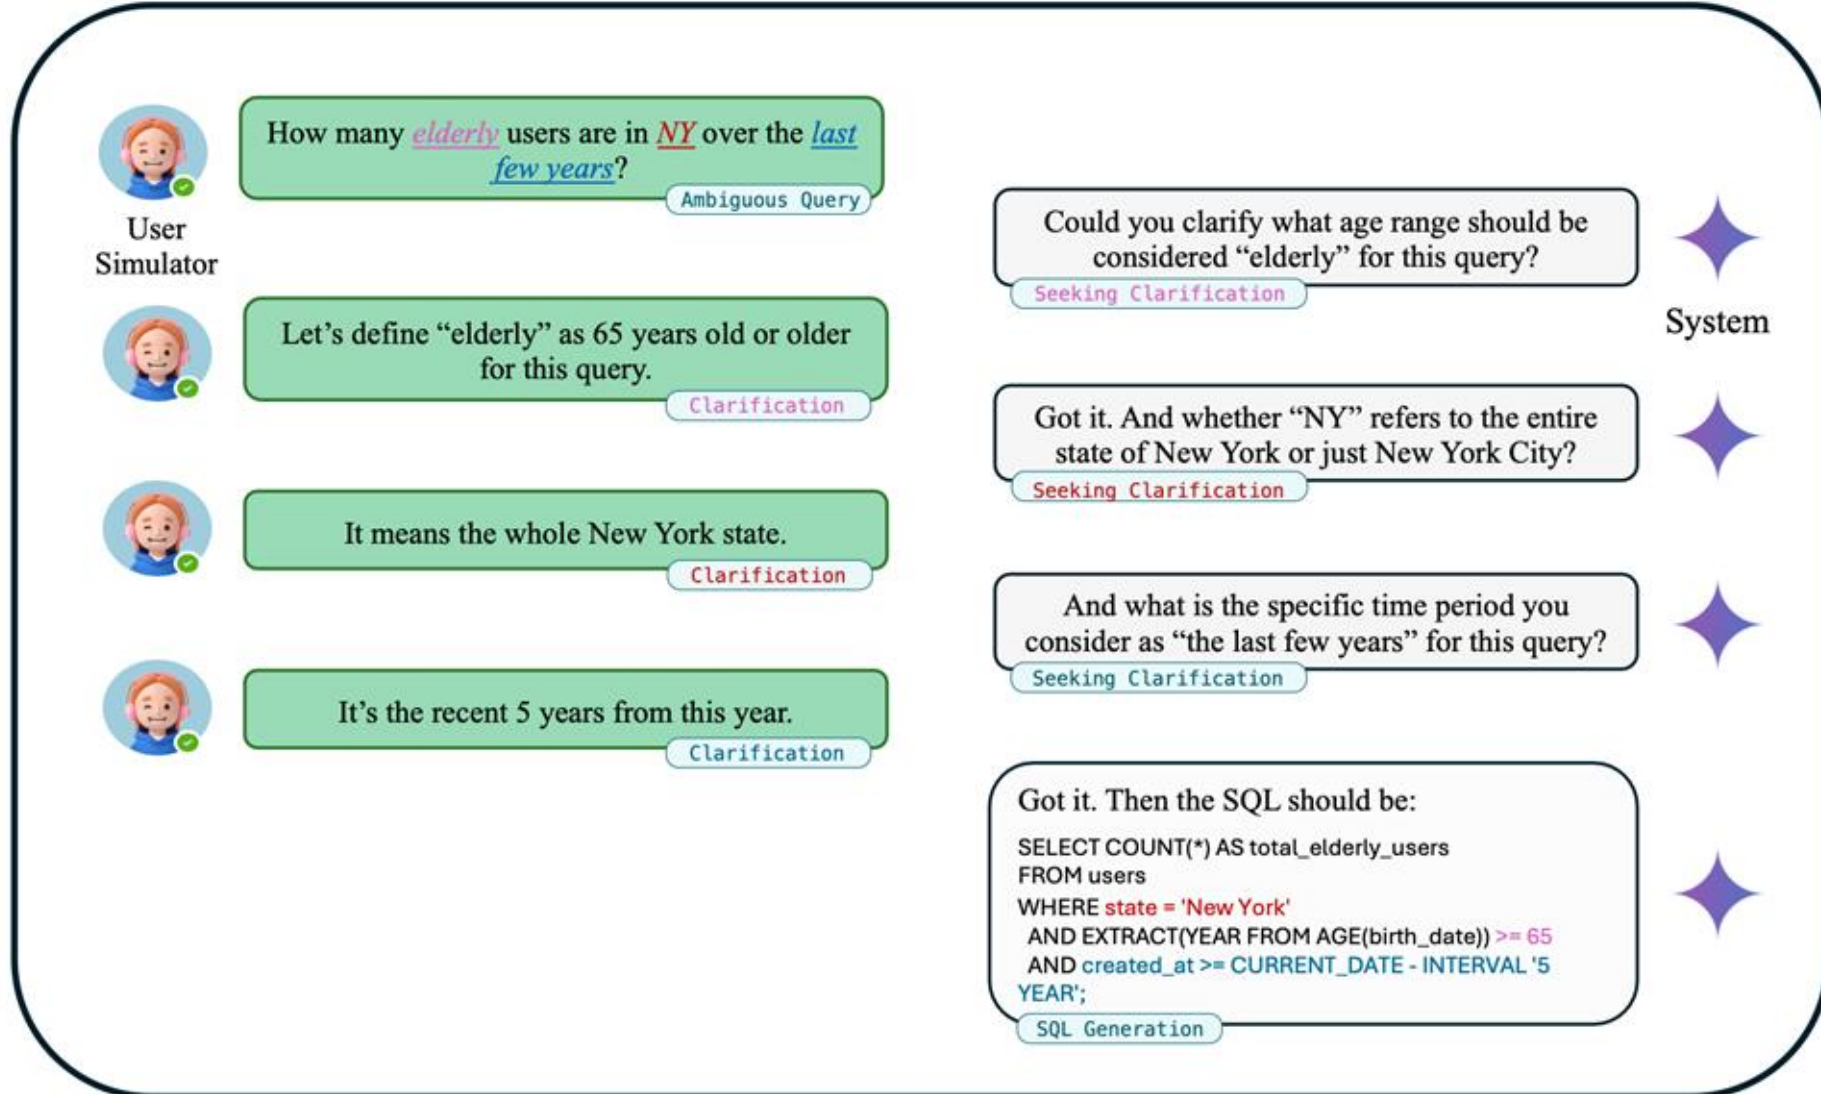 How many elderly users are in NY over the last
few years?
Ambiguous Query
User
Simulator
Could you clarify what age range should be
considered “elderly” for this query?
Seeking Clarification
System
Let’s define “elderly” as 65 years old or older
for this query.
Clarification
Got it. And whether “NY” refers to the entire
state of New York or just New York City?
Seeking Clarification
It means the whole New York state.
Clarification
And what is the specific time period you
consider as “the last few years” for this query?
Seeking Clarification
It’s the recent 5 years from this year.
Clarification
Got it. Then the SQL should be:
SELECT COUNT(*) AS total_elderly_users
FROM users
WHERE state = 'New York'
AND EXTRACT(YEAR FROM AGE(birth_date)) >= 65
AND created_at >= CURRENT_DATE - INTERVAL '5
YEAR';
SQL Generation